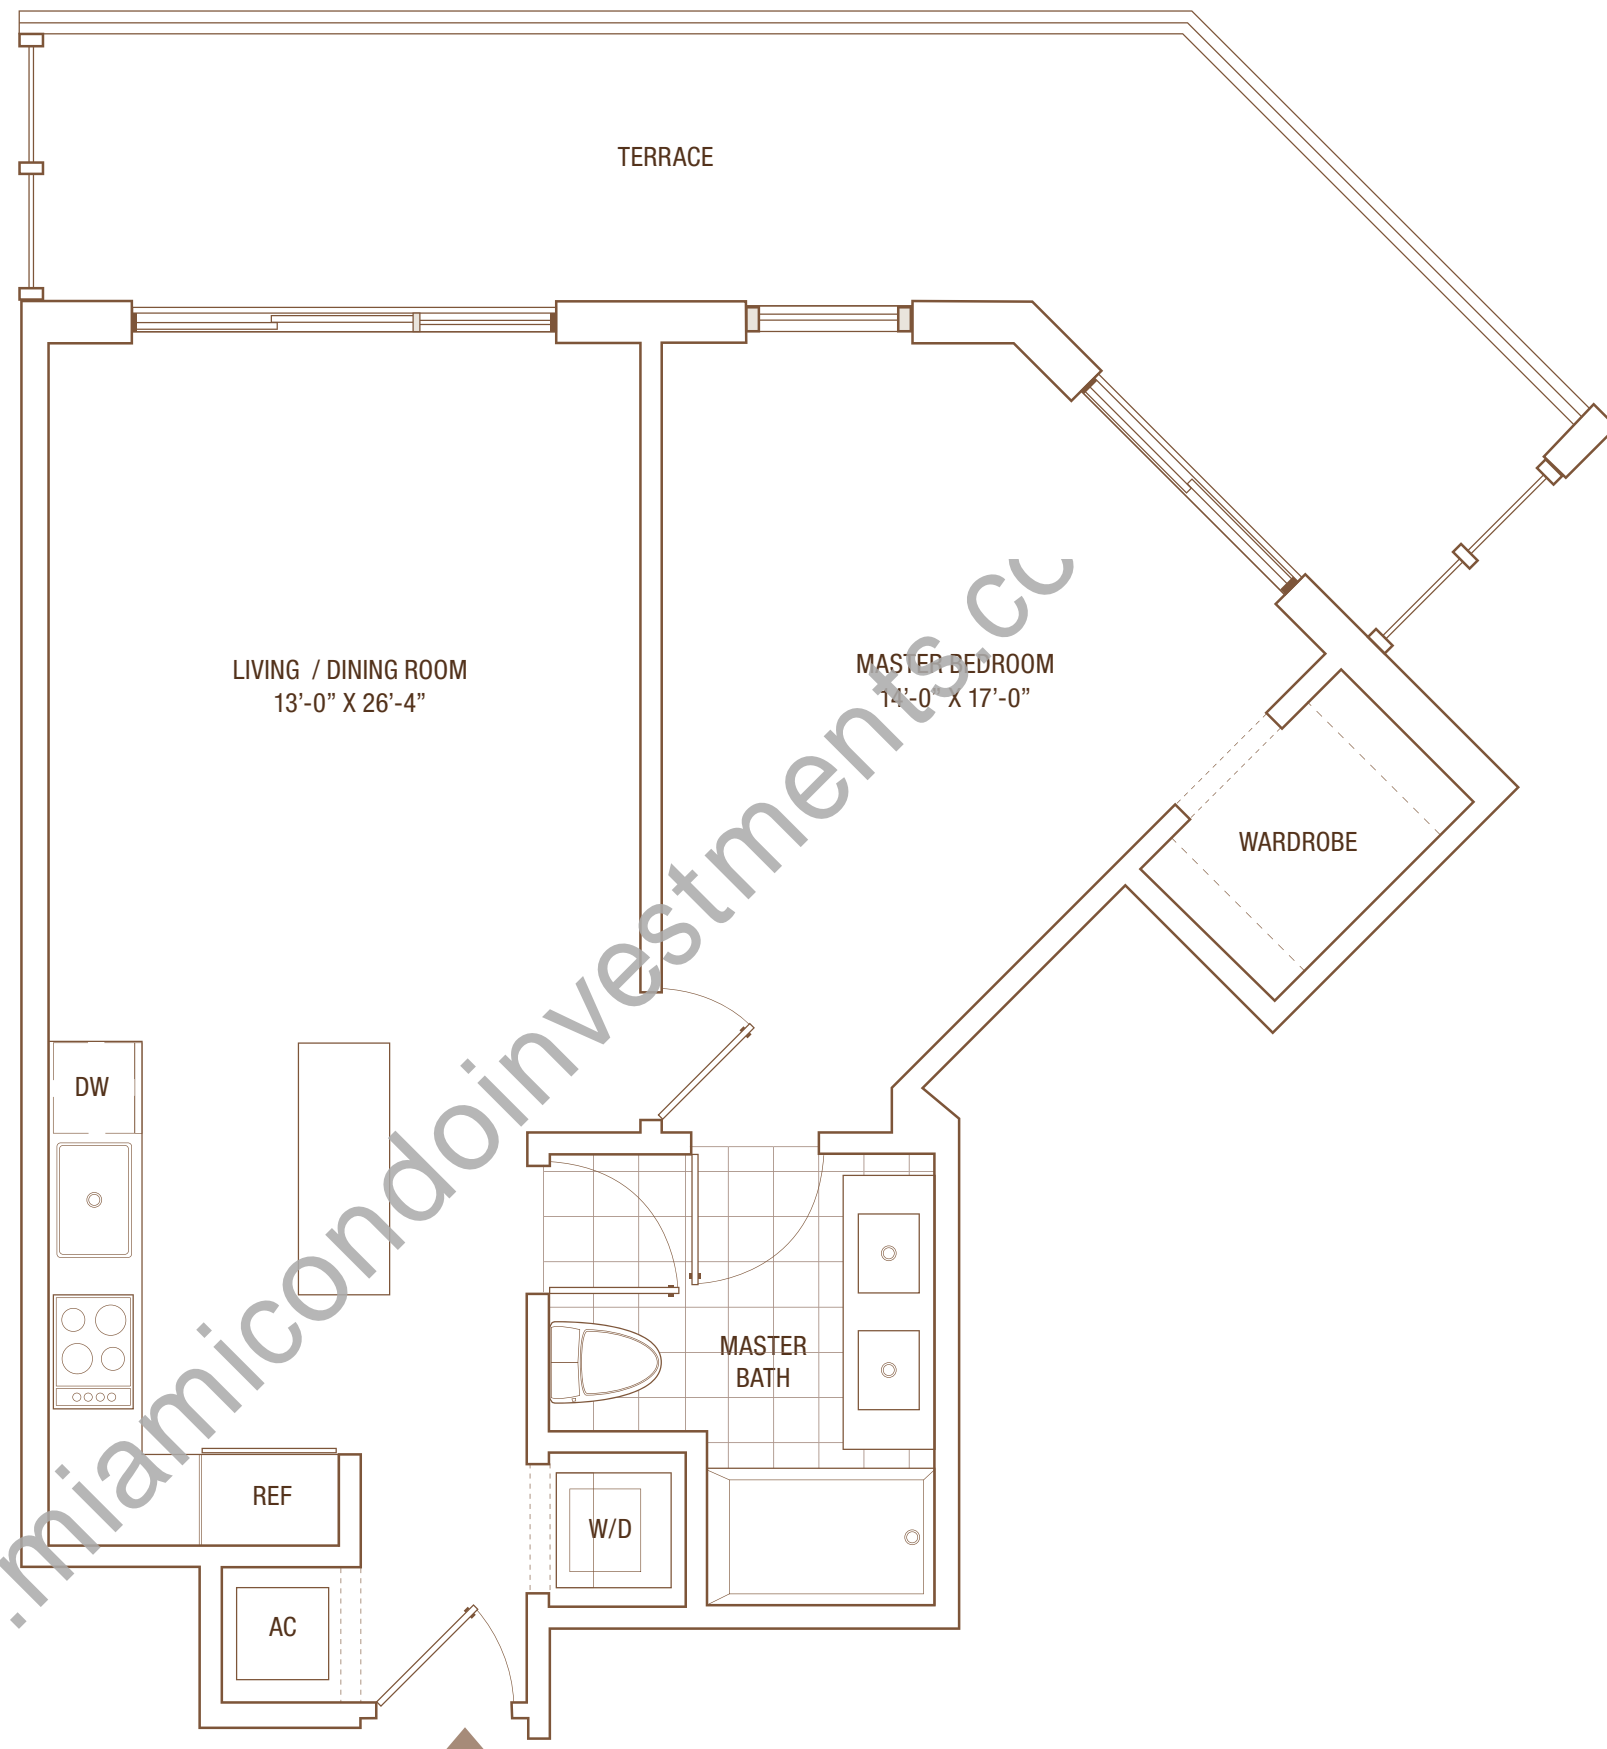 TERRACE
LIVING / DINING ROOM
13’-0” X 26’-4”
MASTER BEDROOM
14’-0” X 17’-0”
WARDROBE
DW
MASTER
BATH
REF
W/D
AC
.miamicondoinvestments.co